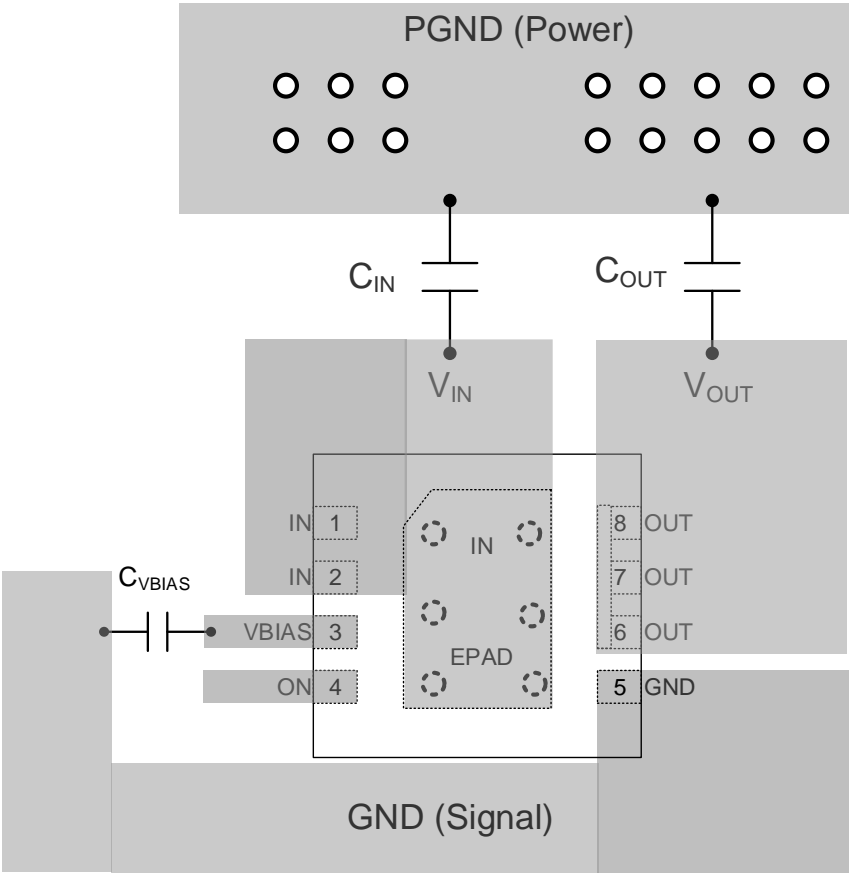 PGND (Power)
CIN
COUT
VIN
VOUT
IN 1
8 OUT
IN
IN 2
7 OUT
CVBIAS
VBIAS 3
6 OUT
EPAD
ON 4
5 GND
GND (Signal)